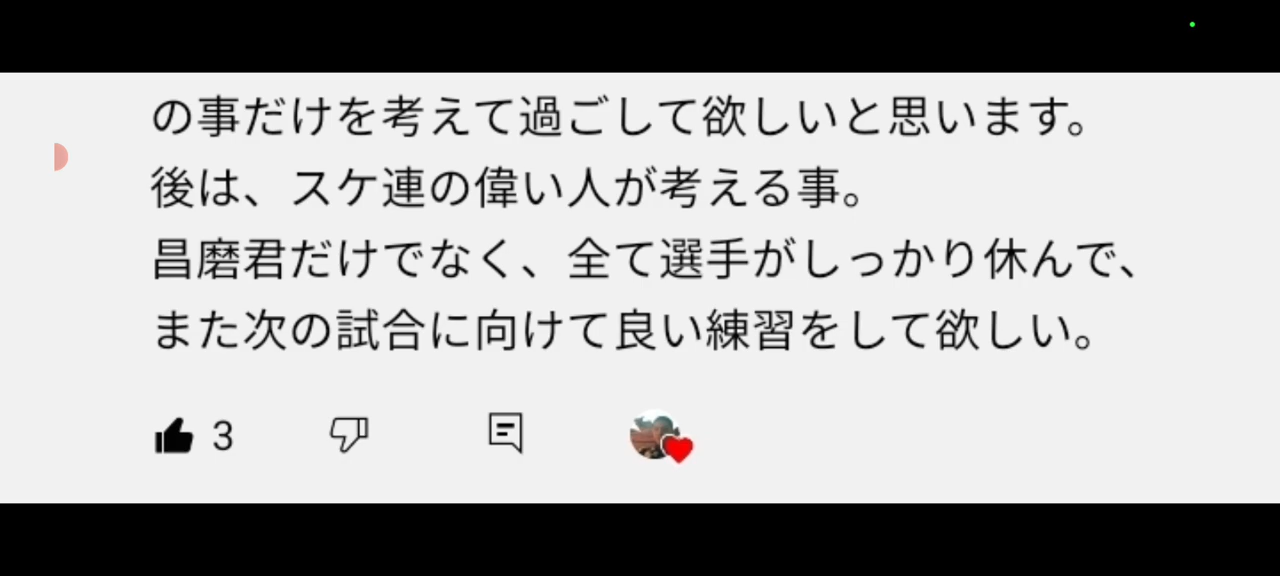 の事だけを考えて過ごして欲しいと思います。
後は、スケ連の偉い人が考える事。
昌磨君だけでなく、全て選手がしっかり休んで、
また次の試合に向けて良い練習をして欲しい。
3